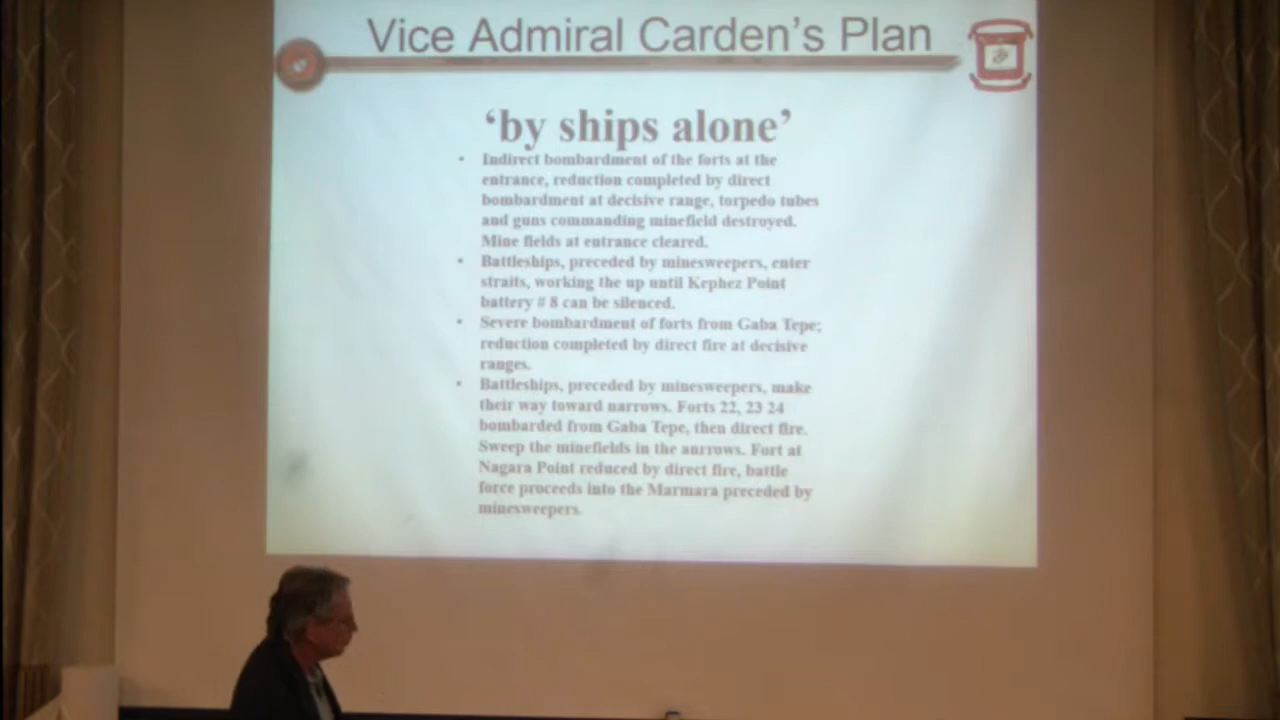 Vice Admiral Carden's Plan
‘by ships alone’
• Indirect bombardment of the forts at the
entrance, reduction completed by direct
bombardment at decisive range, torpedo tubes
and guns commanding minefield destroyed.
Mine fields at entrance cleared.
• Battleships, preceded by minesweepers, enter
straits, working the up until Kephez Point
battery # 8 can be silenced.
• Severe bombardment of forts from Gaba Tepe;
reduction completed by direct fire at decisive
ranges.
• Battleships, preceded by minesweepers, make
their way toward narrows. Forts 22, 23 24
bombarded from Gaba Tepe, then direct fire.
Sweep the minefields in the aurrows. Fort at
Nagara Point reduced by direct fire, battle
force proceeds into the Marmara preceded by
minesweepers.